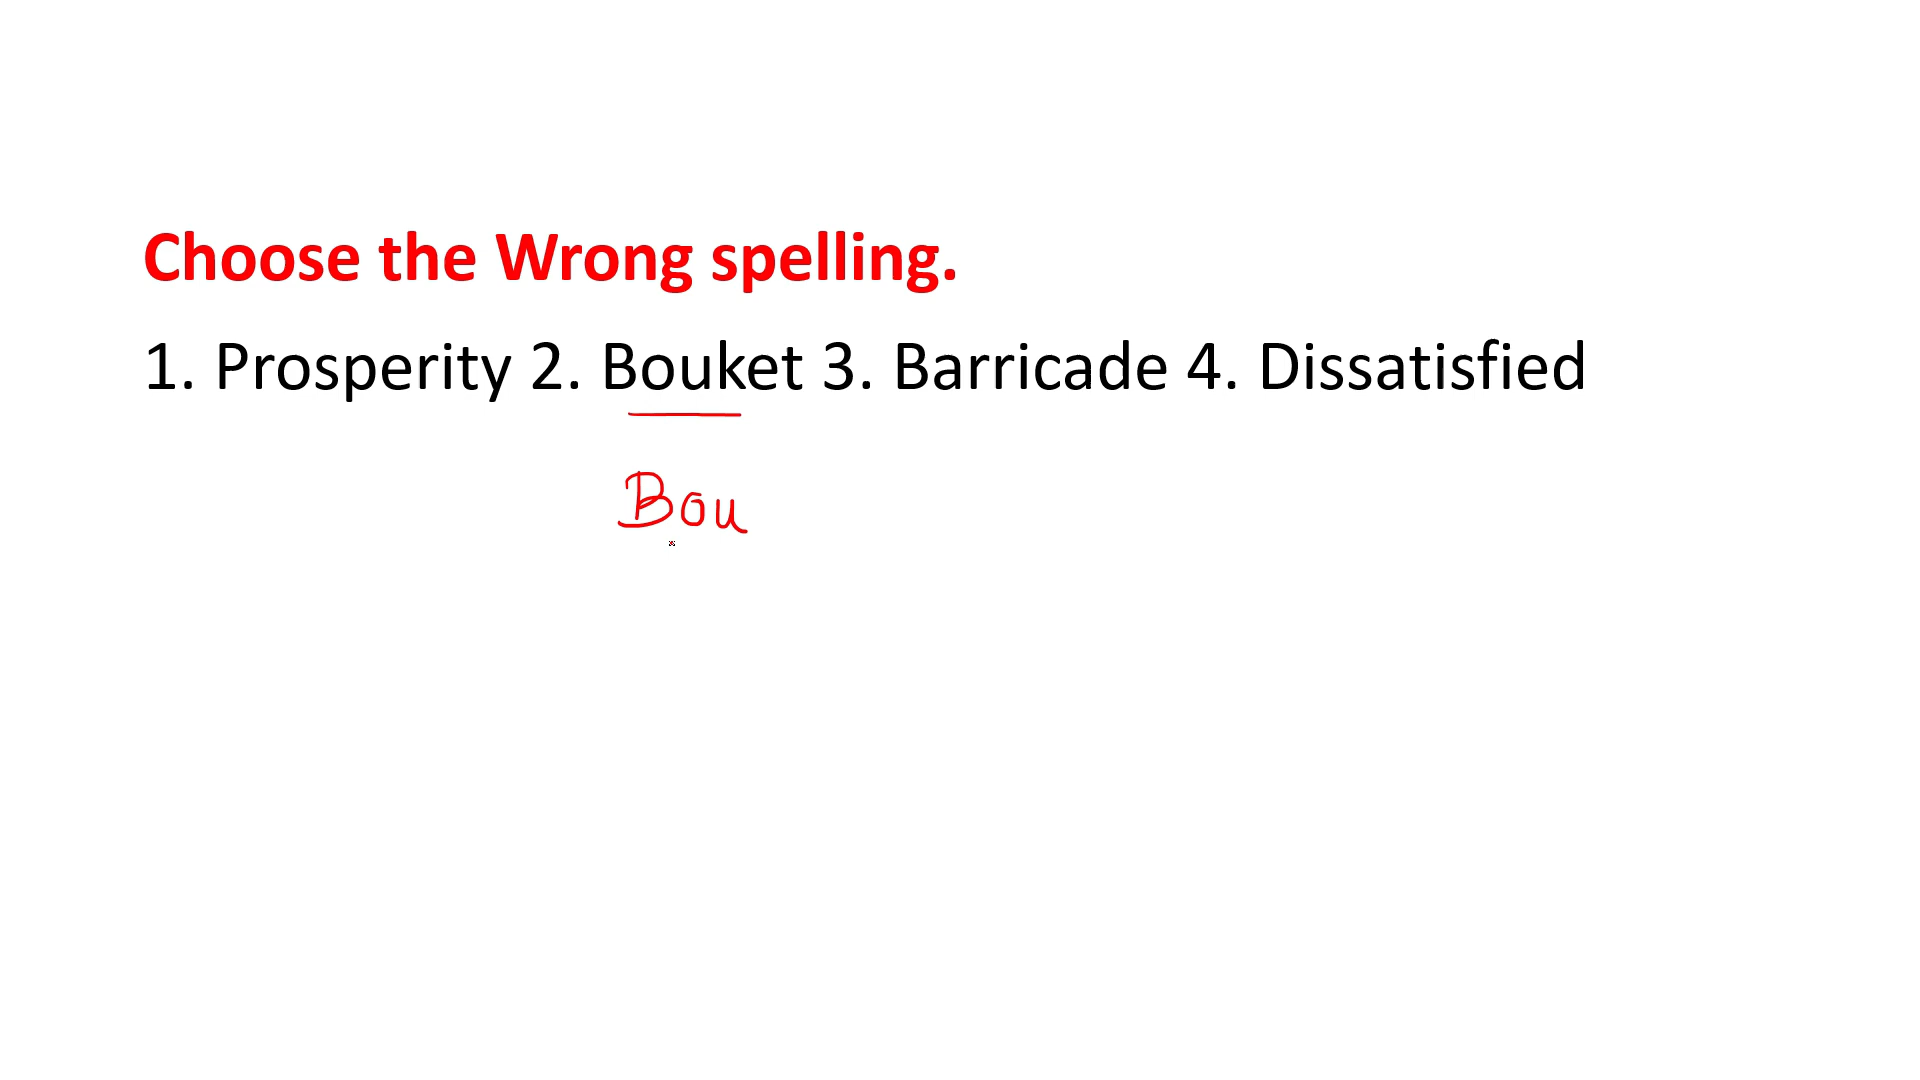 Choose the Wrong spelling.
1. Prosperity 2. Bouket 3. Barricade 4. Dissatisfied
Bou